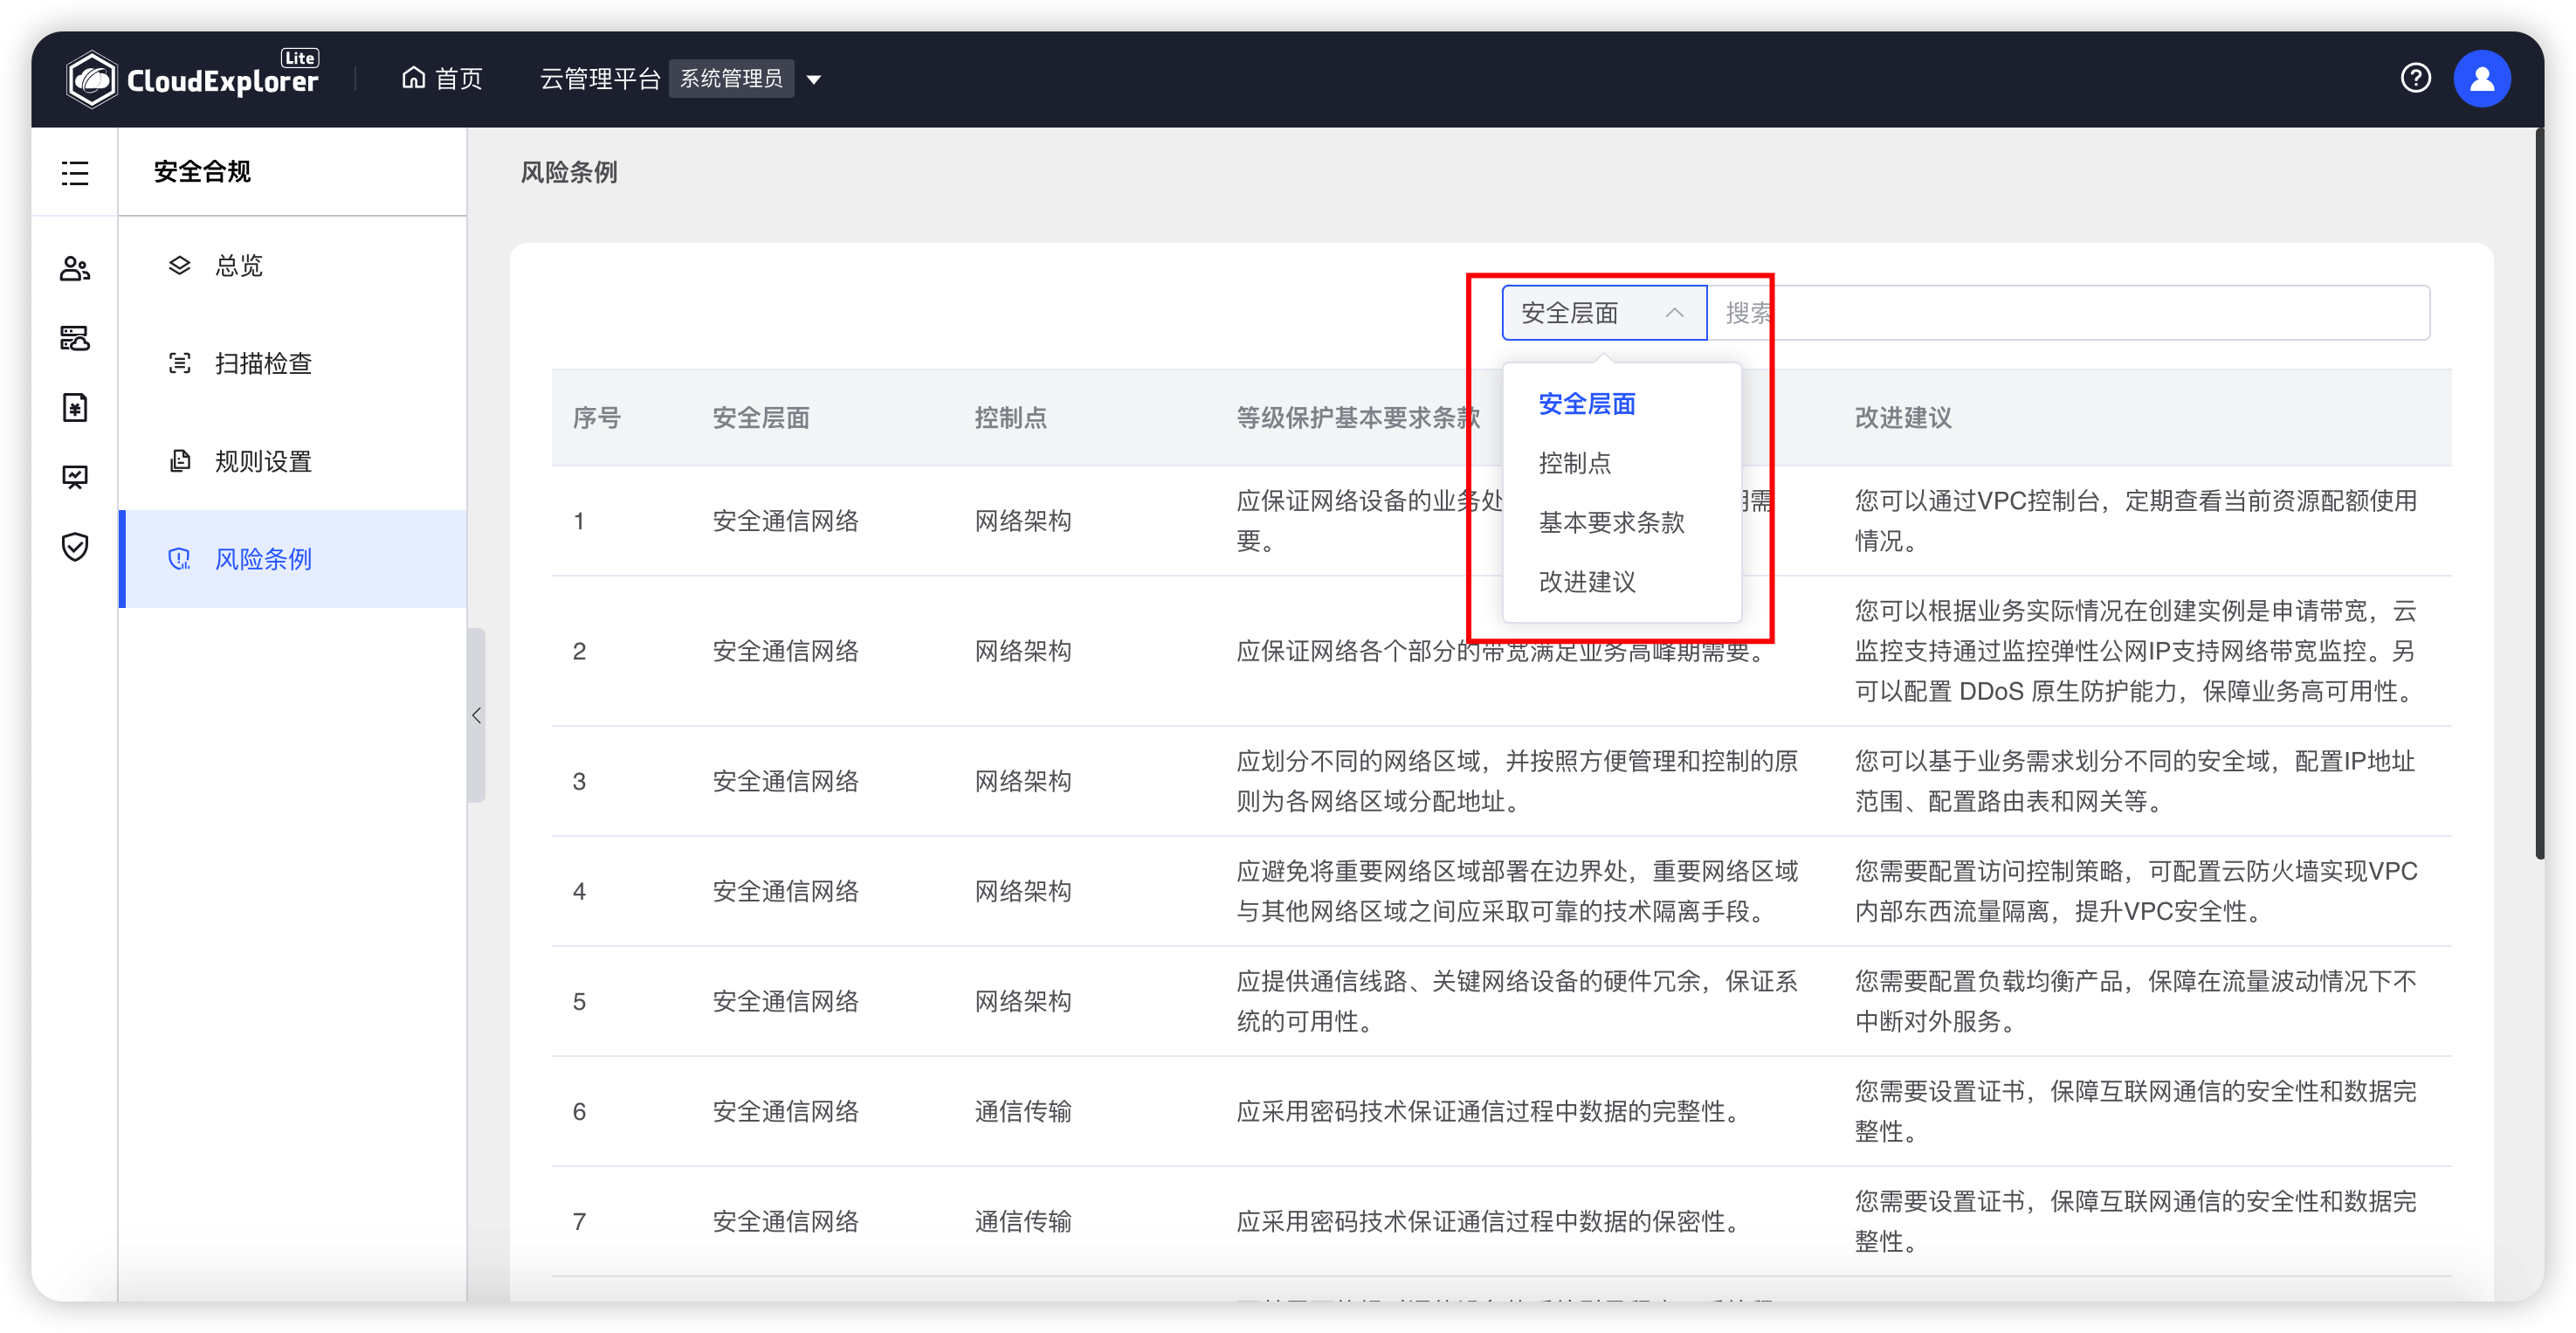 CloudExplorer Lite
首页
云管理平台 系统管理员
安全合规
总览
扫描检查
规则设置
风险条例
风险条例
安全层面 搜索
安全层面
控制点
基本要求条款
改进建议
序号 安全层面 控制点 等级保护基本要求条款 改进建议
1 安全通信网络 网络架构
应保证网络设备的业务处
期需
要。
您可以通过VPC控制台，定期查看当前资源配额使用
情况。
2 安全通信网络 网络架构
应保证网络各个部分的带宽满足业务高峰期需要。
您可以根据业务实际情况在创建实例是申请带宽，云
监控支持通过监控弹性公网IP支持网络带宽监控。另
可以配置 DDoS 原生防护能力，保障业务高可用性。
3 安全通信网络 网络架构
应划分不同的网络区域，并按照方便管理和控制的原
则为各网络区域分配地址。
您可以基于业务需求划分不同的安全域，配置IP地址
范围、配置路由表和网关等。
4 安全通信网络 网络架构
应避免将重要网络区域部署在边界处，重要网络区域
与其他网络区域之间应采取可靠的技术隔离手段。
您需要配置访问控制策略，可配置云防火墙实现VPC
内部东西流量隔离，提升VPC安全性。
5 安全通信网络 网络架构
应提供通信线路、关键网络设备的硬件冗余，保证系
统的可用性。
您需要配置负载均衡产品，保障在流量波动情况下不
中断对外服务。
6 安全通信网络 通信传输
应采用密码技术保证通信过程中数据的完整性。
您需要设置证书，保障互联网通信的安全性和数据完
整性。
7 安全通信网络 通信传输
应采用密码技术保证通信过程中数据的保密性。
您需要设置证书，保障互联网通信的安全性和数据完
整性。